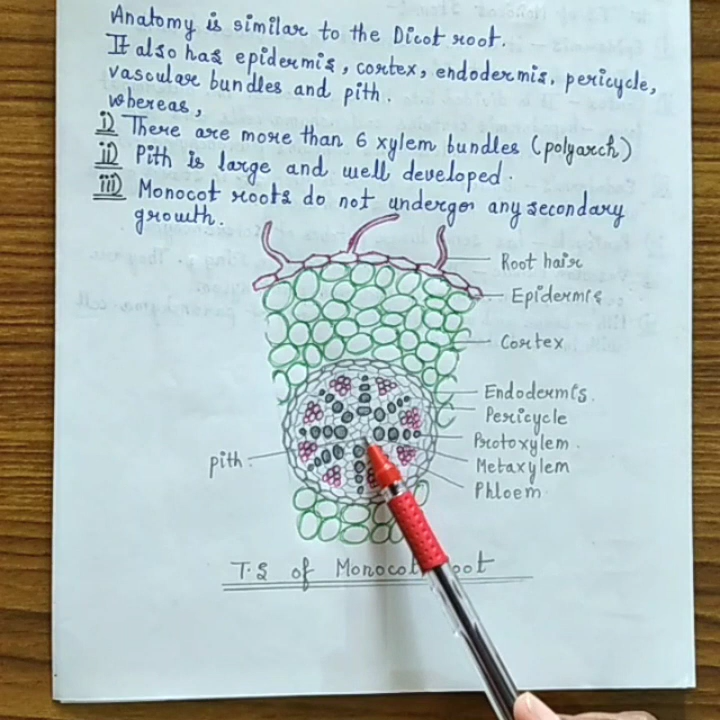 Anatomy is similar to the Dicot root.
It also has epidermis, cortex, endodermis, pericycle,
vascular bundles and pith.
whereas,
i) There are more than 6 xylem bundles (polyarch)
ii) Pith is large and well developed.
iii) Monocot roots do not undergo any secondary
growth.
Root hair
Epidermis
Cortex
Endodermis.
Pericycle
Protoxylem.
Metaxylem
Phloem
pith.
T.S of Monocot root